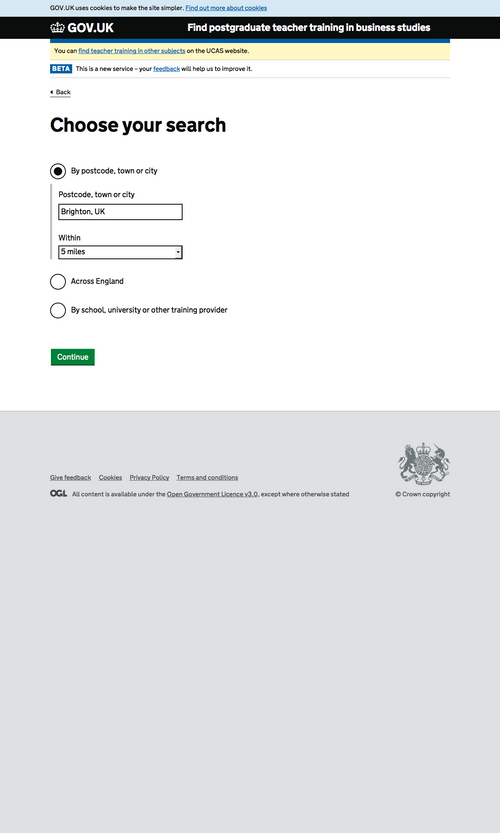 GOV.UK uses cookies to make the site simpler. Find out more about cookies
GOV.UK
Find postgraduate teacher training in business studies
You can find teacher training in other subjects on the UCAS website.
BETA This is a new service – your feedback will help us to improve it.
Back
Choose your search
By postcode, town or city
Postcode, town or city
Brighton, UK
Within
5 miles
Across England
By school, university or other training provider
Continue
Give feedback Cookies Privacy Policy Terms and conditions
OGL All content is available under the Open Government Licence v3.0, except where otherwise stated
© Crown copyright